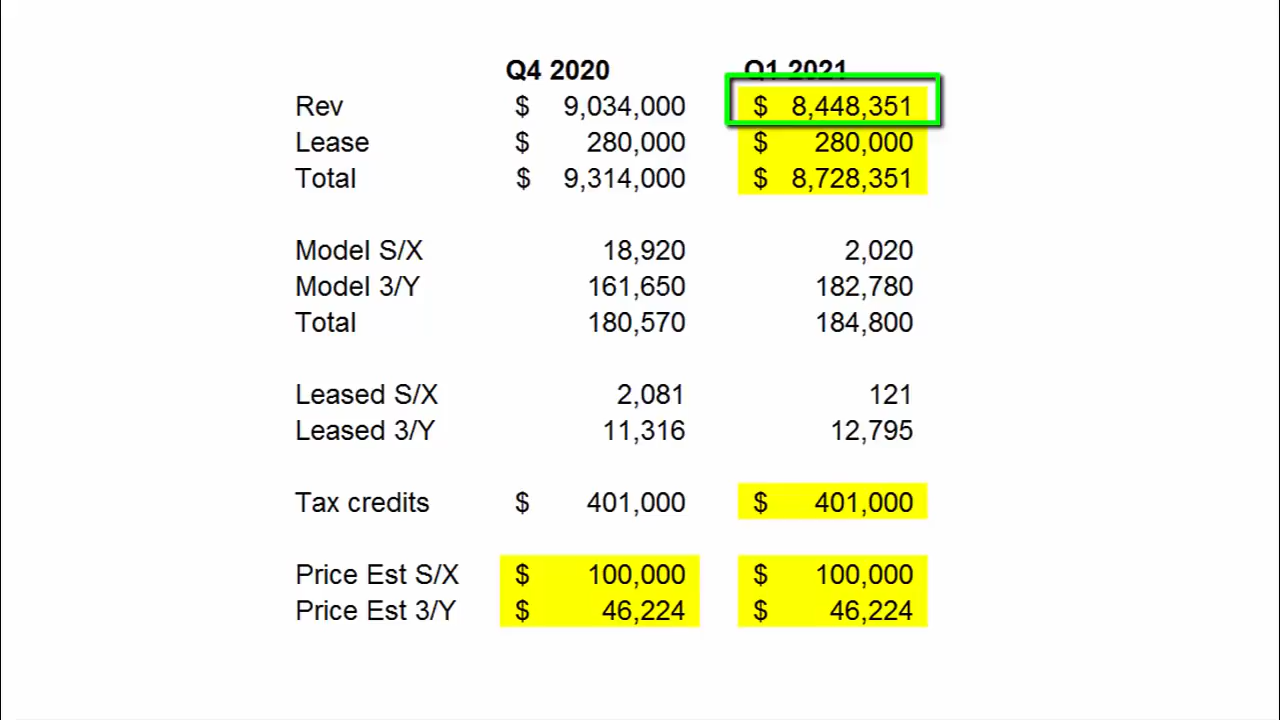 Q4 2020 Q1 2021
Rev $ 9,034,000 $ 8,448,351
Lease $ 280,000 $ 280,000
Total $ 9,314,000 $ 8,728,351
Model S/X 18,920 2,020
Model 3/Y 161,650 182,780
Total 180,570 184,800
Leased S/X 2,081 121
Leased 3/Y 11,316 12,795
Tax credits $ 401,000 $ 401,000
Price Est S/X $ 100,000 $ 100,000
Price Est 3/Y $ 46,224 $ 46,224